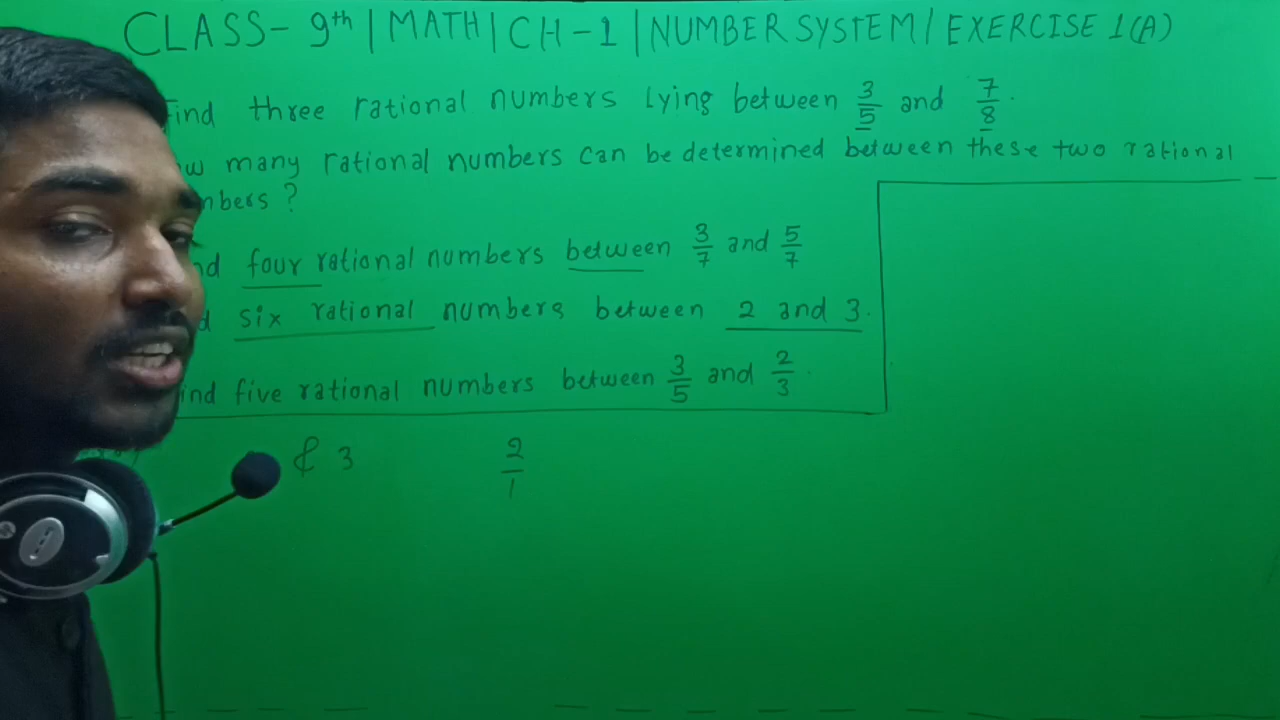 CLASS- 9th | MATH | CH-1 | NUMBER SYSTEM / EXERCISE 1(A)
Find three rational numbers lying between 3/5 and 7/8.
many rational numbers can be determined between these two rational
?
four rational numbers between 3/7 and 5/7
six rational numbers between 2 and 3.
Find five rational numbers between 3/5 and 2/3.
& 3 2/1